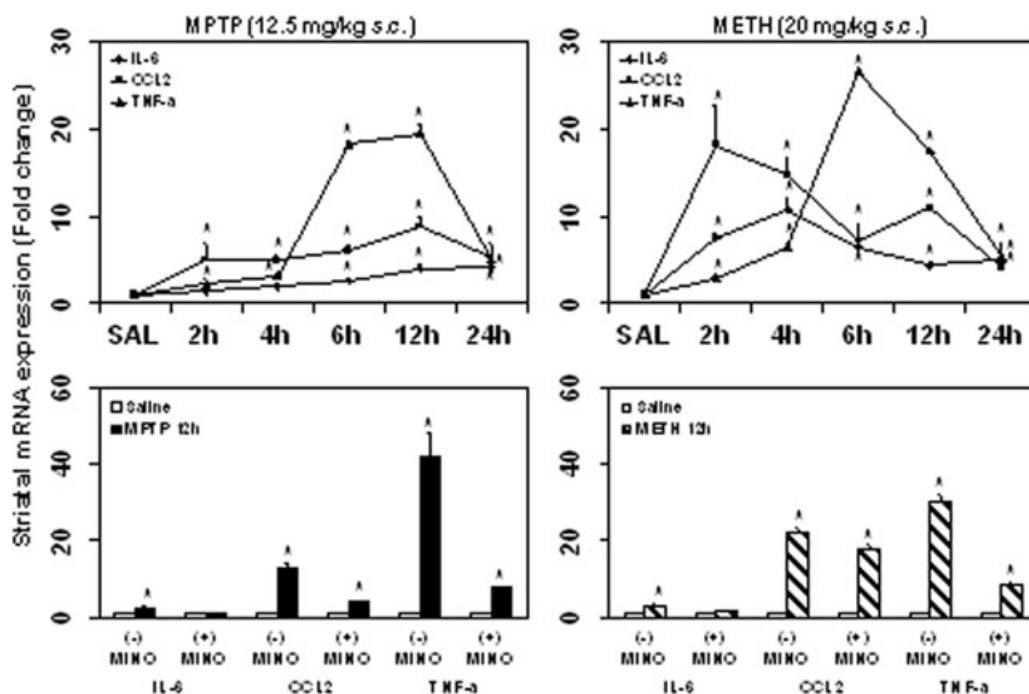 MPTP (12.5 mg/kg s.c.)
METH (20 mg/kg s.c.)
Striatal mRNA expression (Fold change)
30
20
10
0
IL-6
CCL2
TNF-a
SAL 2h 4h 6h 12h 24h
30
20
10
0
IL-6
CCL2
TNF-a
SAL 2h 4h 6h 12h 24h
60
40
20
0
Saline
MPTP 12h
(-) (+) (-) (+) (-) (+)
MINO MINO MINO MINO MINO MINO
IL-6 CCL2 TNF-a
60
40
20
0
Saline
METH 12h
(-) (+) (-) (+) (-) (+)
MINO MINO MINO MINO MINO MINO
IL-6 CCL2 TNF-a